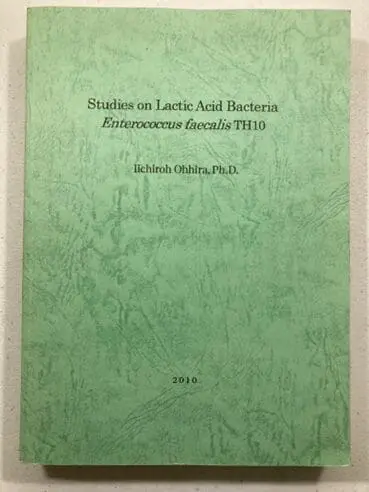 Studies on Lactic Acid Bacteria
Enterococcus faecalis TH10
Iichiroh Ohhira, Ph.D.
2010